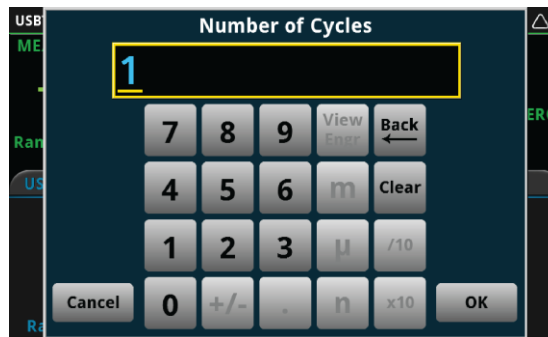 Number of Cycles
USB
ME
1
7 8 9 View Engr Back
Ran
4 5 6 m Clear
US
1 2 3 µ /10
Cancel 0 +/- . n x10 OK
Ra